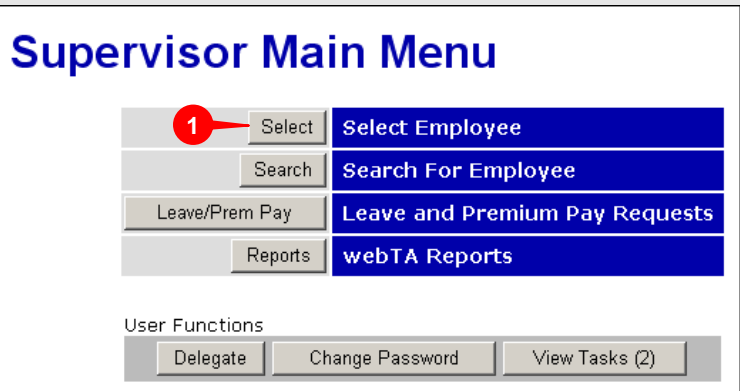 Supervisor Main Menu
1 Select Select Employee
Search Search For Employee
Leave/Prem Pay Leave and Premium Pay Requests
Reports webTA Reports
User Functions
Delegate Change Password View Tasks (2)